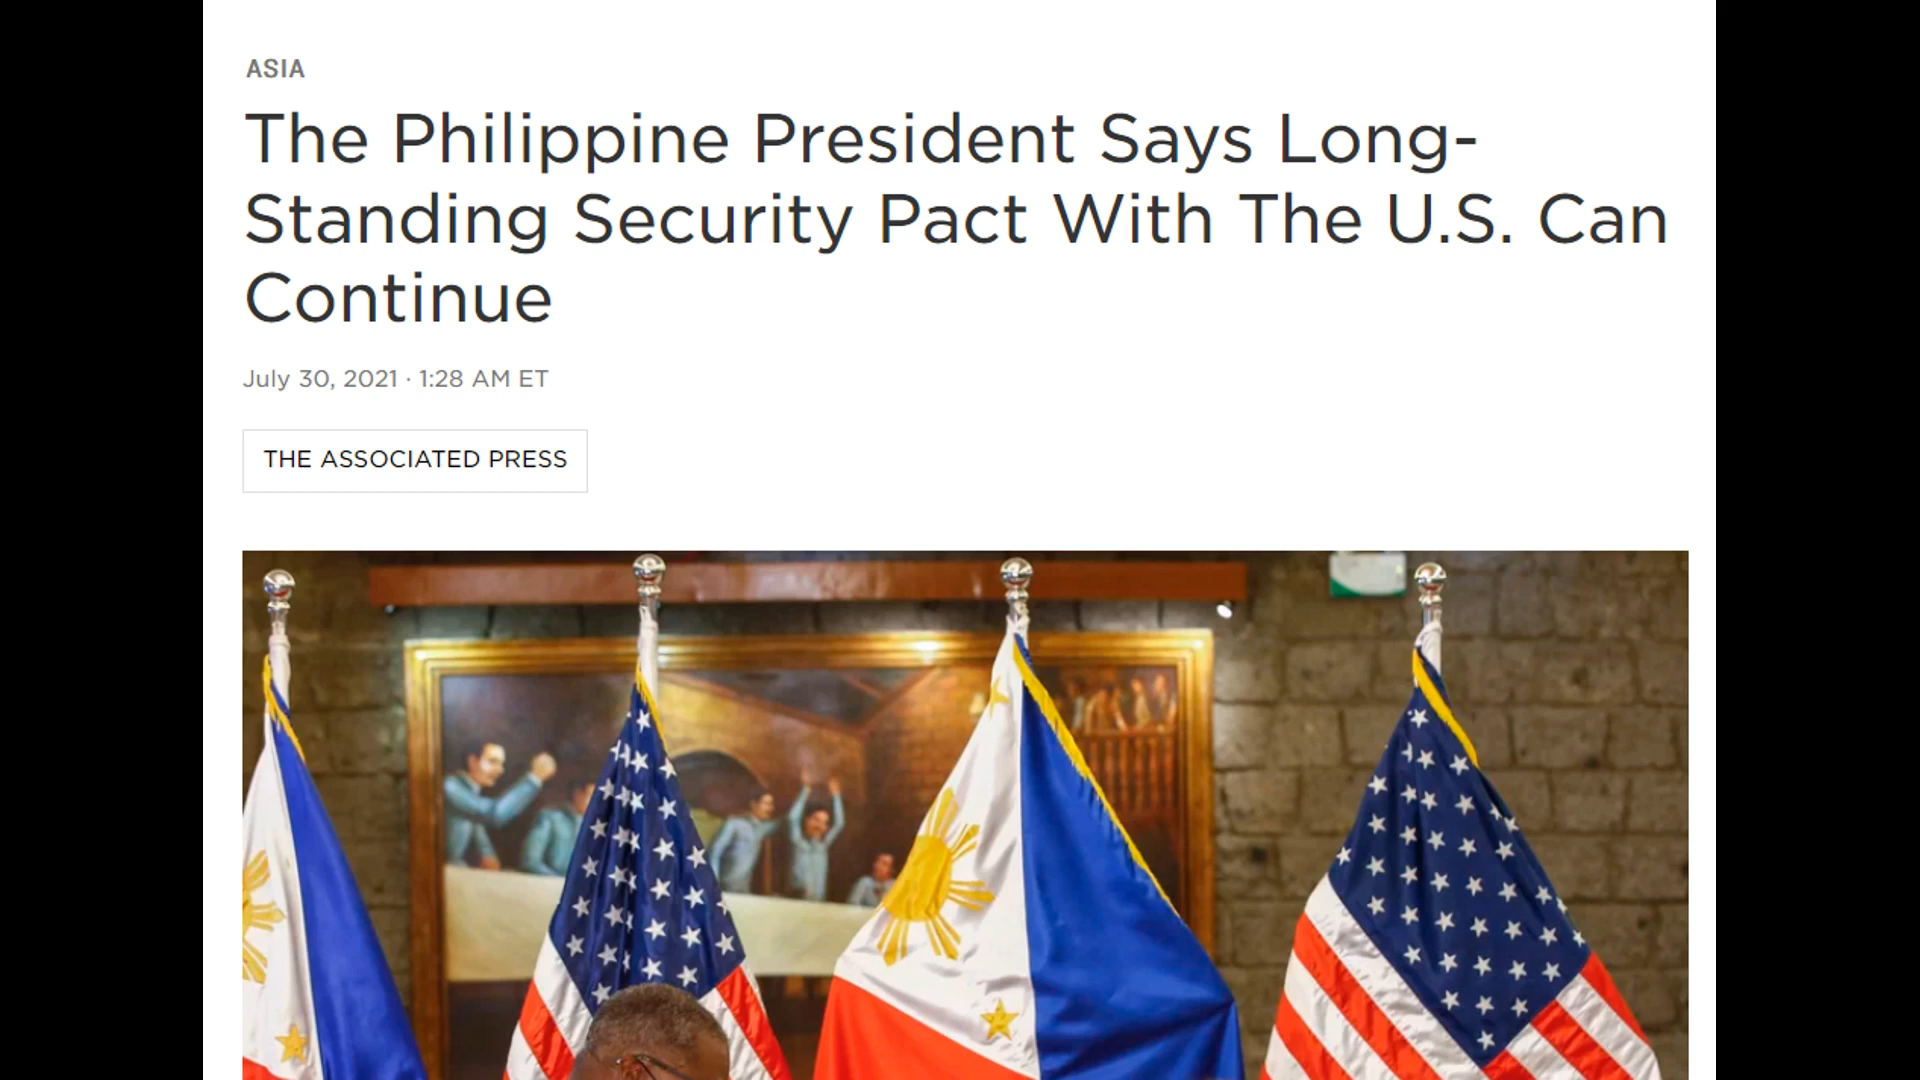 ASIA
The Philippine President Says Long-
Standing Security Pact With The U.S. Can
Continue
July 30, 2021 · 1:28 AM ET
THE ASSOCIATED PRESS